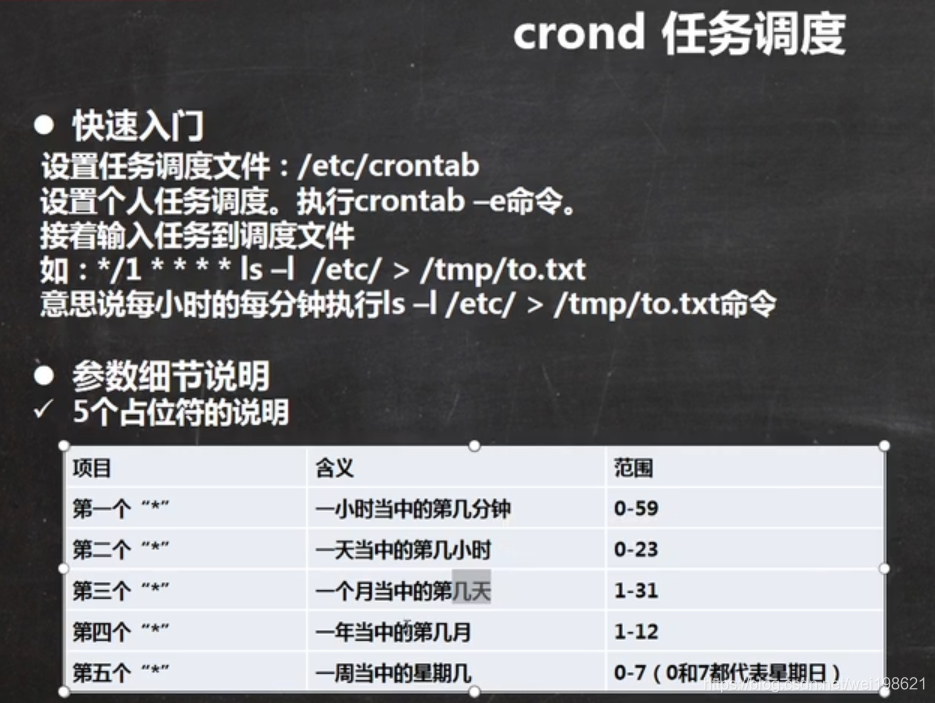 crond 任务调度
● 快速入门
设置任务调度文件：/etc/crontab
设置个人任务调度。执行crontab –e命令。
接着输入任务到调度文件
如：*/1 * * * * ls –l /etc/ > /tmp/to.txt
意思说每小时的每分钟执行ls –l /etc/ > /tmp/to.txt命令
● 参数细节说明
✓ 5个占位符的说明
项目 含义 范围
第一个“*” 一小时当中的第几分钟 0-59
第二个“*” 一天当中的第几小时 0-23
第三个“*” 一个月当中的第几天 1-31
第四个“*” 一年当中的第几月 1-12
第五个“*” 一周当中的星期几 0-7（0和7都代表星期日）
https://blog.csdn.net/wei198621